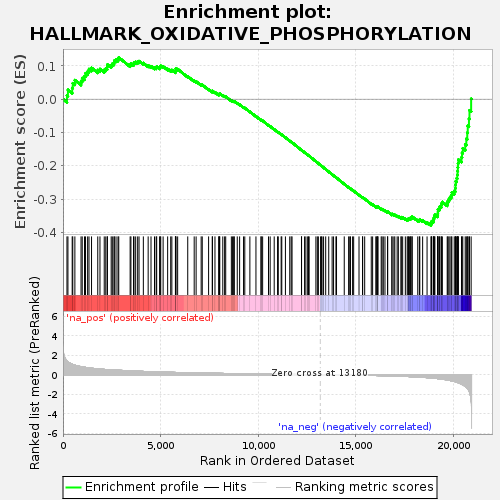 Enrichment plot:
HALLMARK_OXIDATIVE_PHOSPHORYLATION
Enrichment score (ES)
0.1
0.0
-0.1
-0.2
-0.3
-0.4
'na_pos' (positively correlated)
Ranked list metric (PreRanked)
6
4
2
0
-2
-4
-6
Zero cross at 13180
'na_neg' (negatively correlated)
0
5,000
10,000
15,000
20,000
Rank in Ordered Dataset
Enrichment profile
Hits
Ranking metric scores